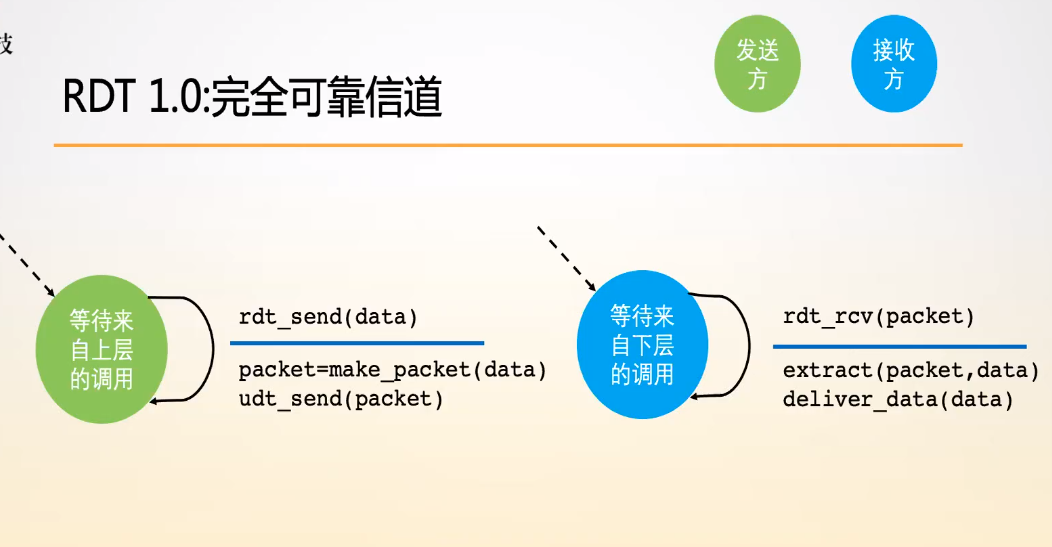 技
发送
方
接收
方
RDT 1.0:完全可靠信道
等待来
自上层
的调用
rdt_send(data)
packet=make_packet(data)
udt_send(packet)
等待来
自下层
的调用
rdt_rcv(packet)
extract(packet,data)
deliver_data(data)